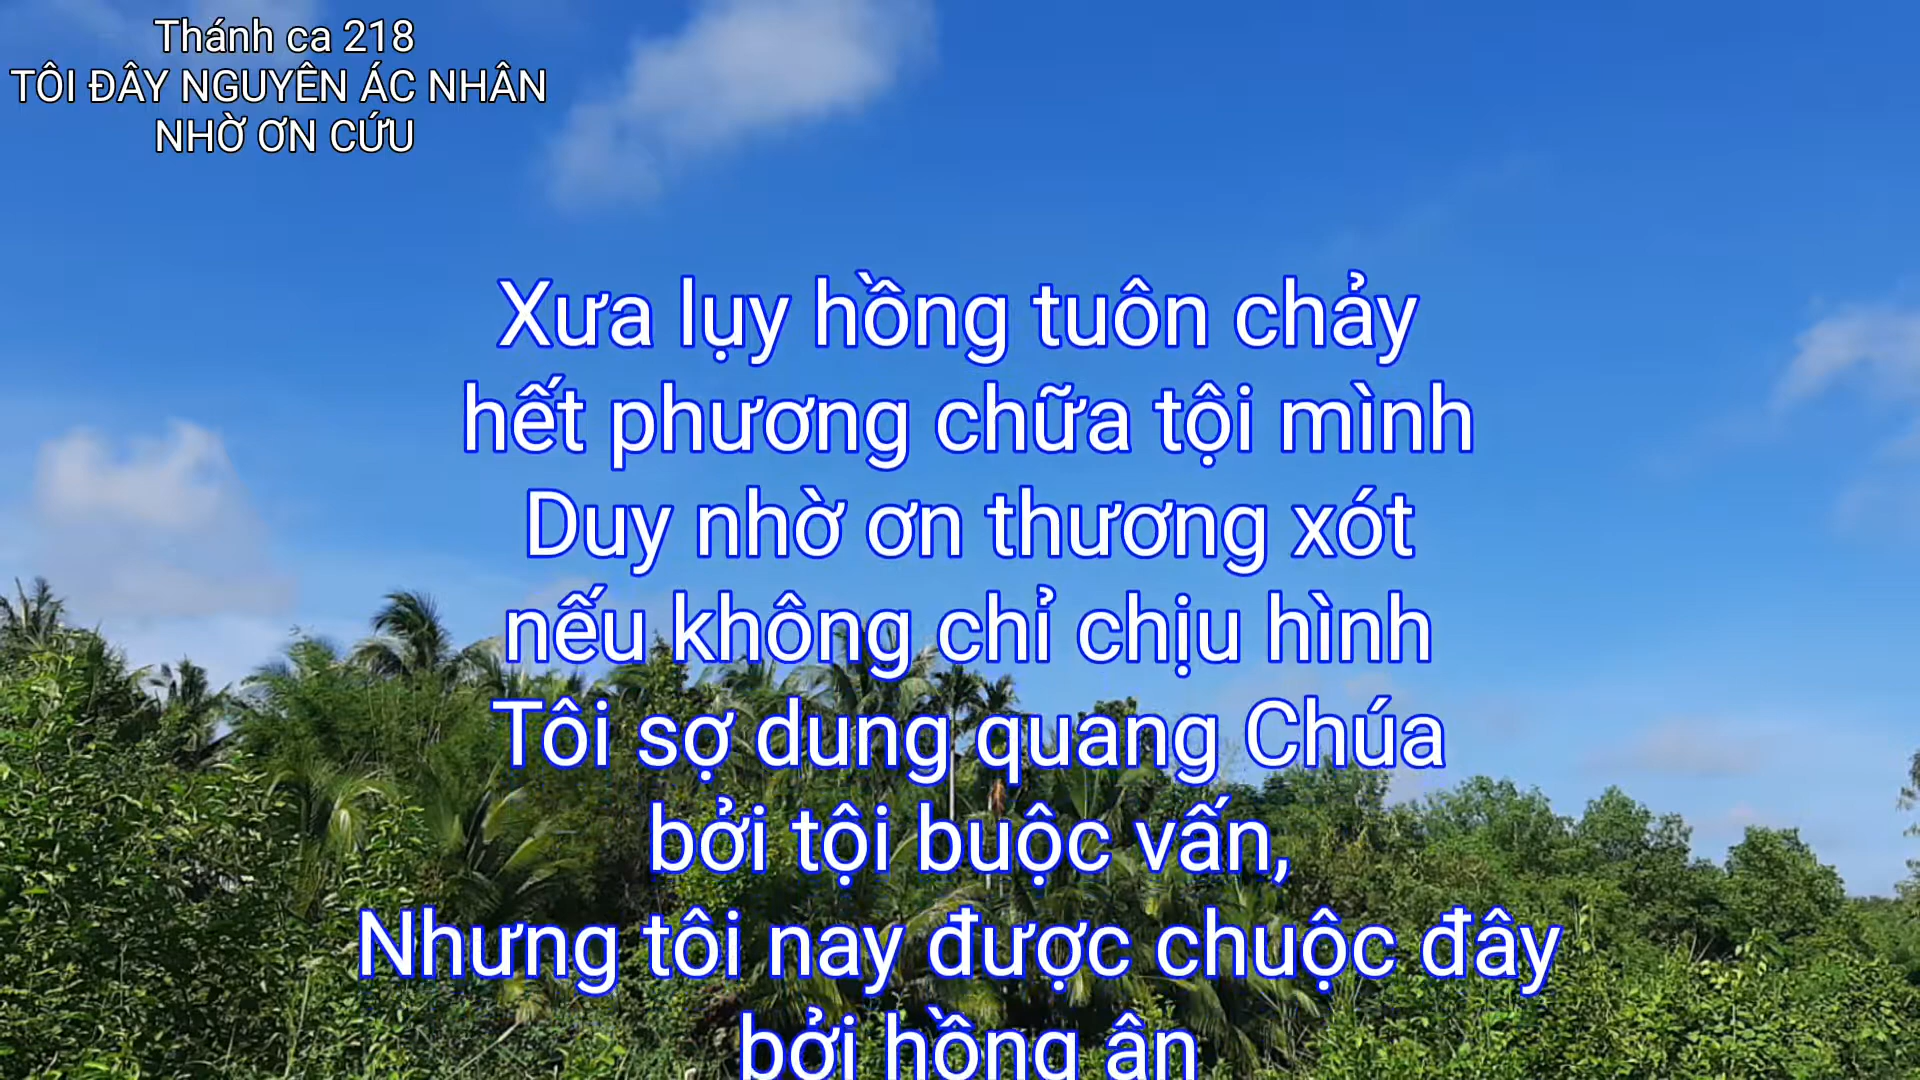 Thánh ca 218
TÔI ĐÂY NGUYÊN ÁC NHÂN
NHỜ ƠN CỨU
Xưa lụy hồng tuôn chảy
hết phương chữa tội mình
Duy nhờ ơn thương xót
nếu không chỉ chịu hình
Tôi sợ dung quang Chúa
bởi tội buộc vấn,
Nhưng tôi nay được chuộc đây
bởi hồng ân